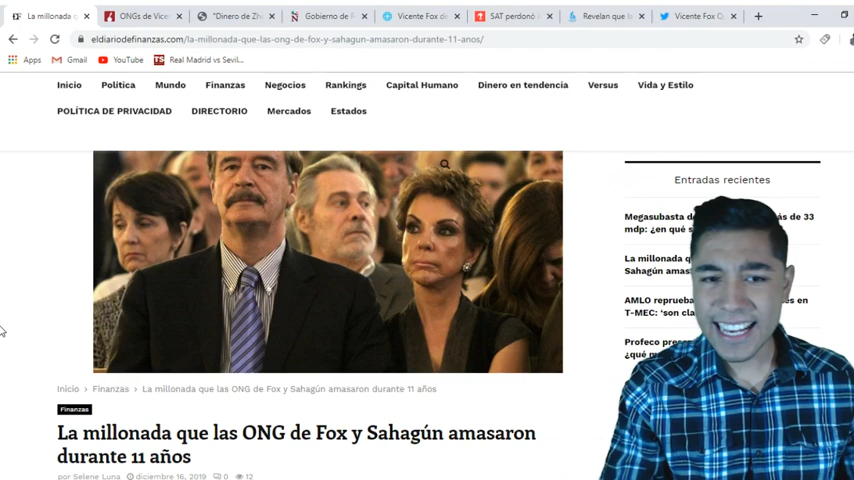 La millonada
ONGs de Vice
"Dinero de Zh
Gobierno de F
Vicente Fox de
SAT perdonó
Revelan que la
Vicente Fox Q
eldiariodefinanzas.com/la-millonada-que-las-ong-de-fox-y-sahagun-amasaron-durante-11-anos/
Apps Gmail YouTube Real Madrid vs Sevil...
Inicio Política Mundo Finanzas Negocios Rankings Capital Humano Dinero en tendencia Versus Vida y Estilo
POLÍTICA DE PRIVACIDAD DIRECTORIO Mercados Estados
Entradas recientes
Megasubasta d ás de 33
mdp: ¿en qué s
La millonada q
Sahagún amas
AMLO reprueb es en
T-MEC: 'son cla
Profeco pres
¿qué m
Inicio > Finanzas > La millonada que las ONG de Fox y Sahagún amasaron durante 11 años
Finanzas
La millonada que las ONG de Fox y Sahagún amasaron
durante 11 años
por Selene Luna diciembre 16, 2019 0 12